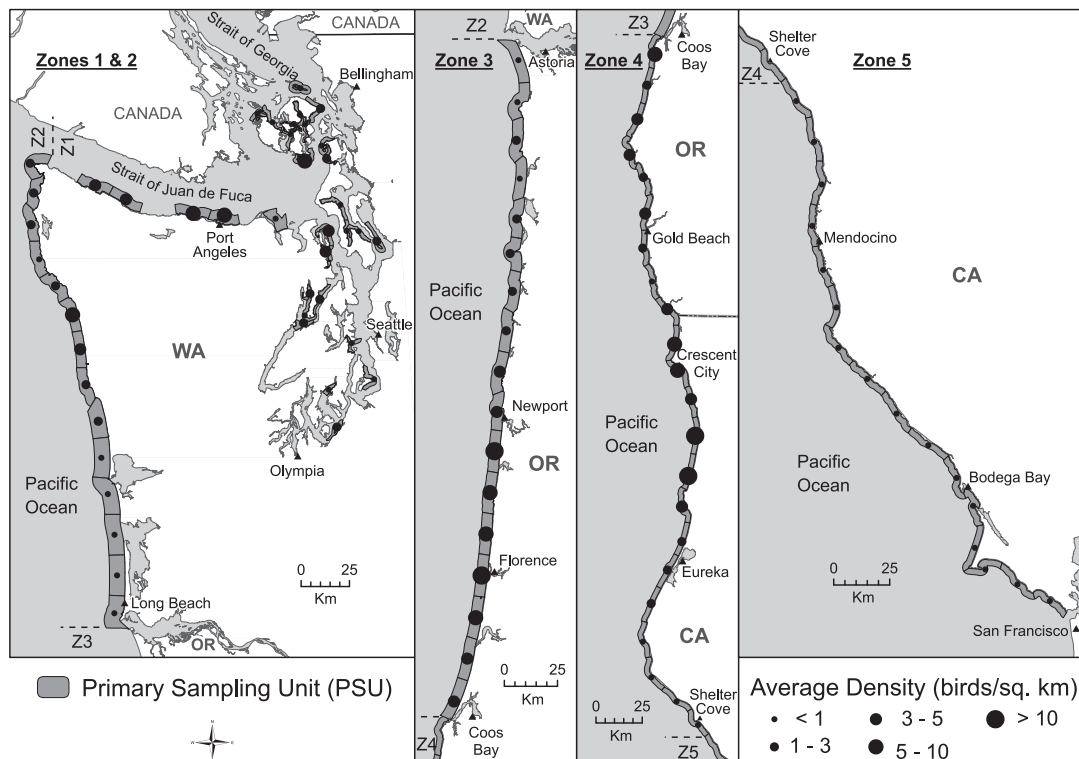 CANADA
Zones 1 & 2
Strait of Georgia
Bellingham
CANADA
Z2
Z1
Strait of Juan de Fuca
Port
Angeles
Seattle
WA
Olympia
Pacific
Ocean
0 25
Km
Long Beach
Z3
OR
Z2
WA
Astoria
Zone 3
Pacific
Ocean
Newport
OR
Florence
0 25
Km
Z4
Coos
Bay
Z3
Coos
Bay
Zone 4
OR
Gold Beach
Crescent
City
Pacific
Ocean
0 25
Km
Eureka
CA
Shelter
Cove
Z5
Shelter
Cove
Z4
Zone 5
Mendocino
CA
Pacific
Ocean
Bodega Bay
0 25
Km
San Francisco
Primary Sampling Unit (PSU)
N
W E
S
Average Density (birds/sq. km)
< 1 3 - 5 > 10
1 - 3 5 - 10